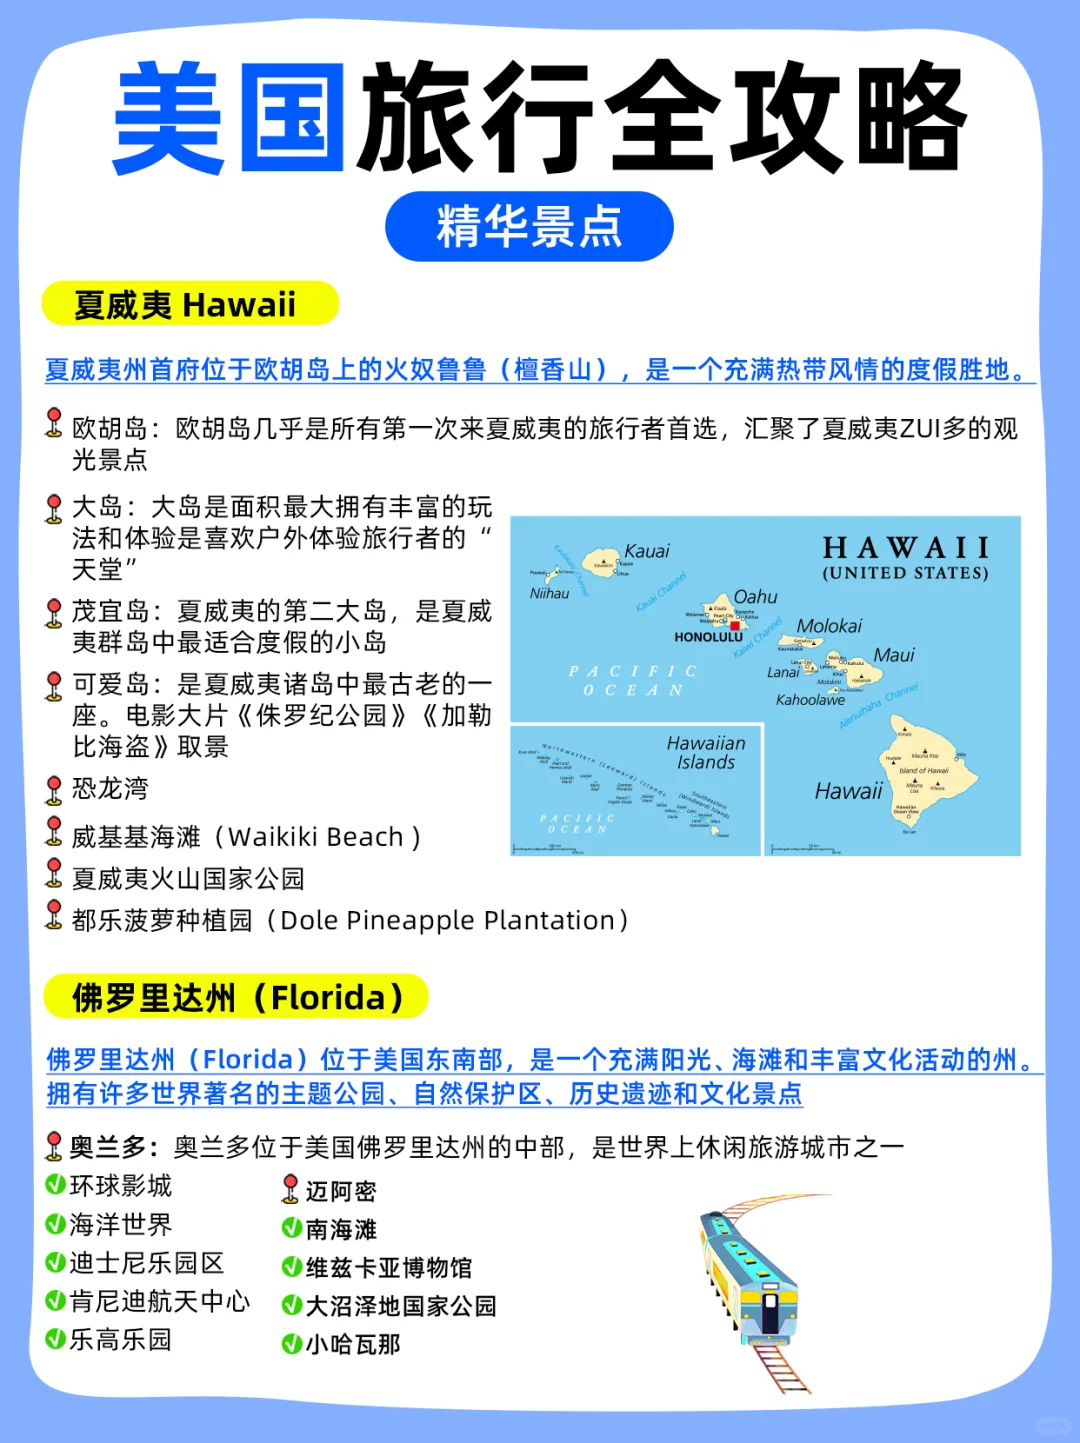 美国旅行全攻略
精华景点
夏威夷 Hawaii
夏威夷州首府位于欧胡岛上的火奴鲁鲁（檀香山），是一个充满热带风情的度假胜地。
欧胡岛：欧胡岛几乎是所有第一次来夏威夷的旅行者首选，汇聚了夏威夷ZUI多的观
光景点
大岛：大岛是面积最大拥有丰富的玩
法和体验是喜欢户外体验旅行者的“
天堂”
茂宜岛：夏威夷的第二大岛，是夏威
夷群岛中最适合度假的小岛
可爱岛：是夏威夷诸岛中最古老的一
座。电影大片《侏罗纪公园》《加勒
比海盗》取景
恐龙湾
威基基海滩（Waikiki Beach )
夏威夷火山国家公园
都乐菠萝种植园（Dole Pineapple Plantation）
HAWAII
(UNITED STATES)
Kauai
Niihau
Kauai Channel
Oahu
HONOLULU
Kaiwi Channel
Molokai
Lanai
Maui
Kahoolawe
Alenuihaha Channel
PACIFIC
OCEAN
Hawaii
Island of Hawaii
Mauna Kea
Mauna
Loa
Hawaiian
Islands
Northwestern (Leeward) Islands
Southeastern
(Windward) Islands
PACIFIC
OCEAN
佛罗里达州（Florida）
佛罗里达州（Florida）位于美国东南部，是一个充满阳光、海滩和丰富文化活动的州。
拥有许多世界著名的主题公园、自然保护区、历史遗迹和文化景点
奥兰多：奥兰多位于美国佛罗里达州的中部，是世界上休闲旅游城市之一
环球影城
海洋世界
迪士尼乐园区
肯尼迪航天中心
乐高乐园
迈阿密
南海滩
维兹卡亚博物馆
大沼泽地国家公园
小哈瓦那